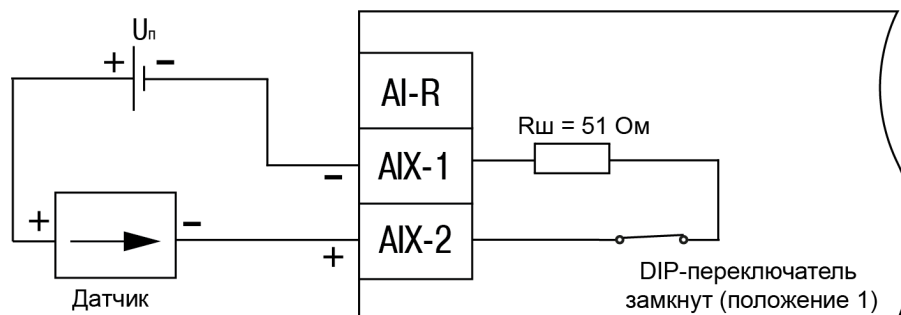 Uп
+ −
AI-R
Rш = 51 Ом
AIX-1
−
+ −
AIX-2
+
Датчик
DIP-переключатель
замкнут (положение 1)